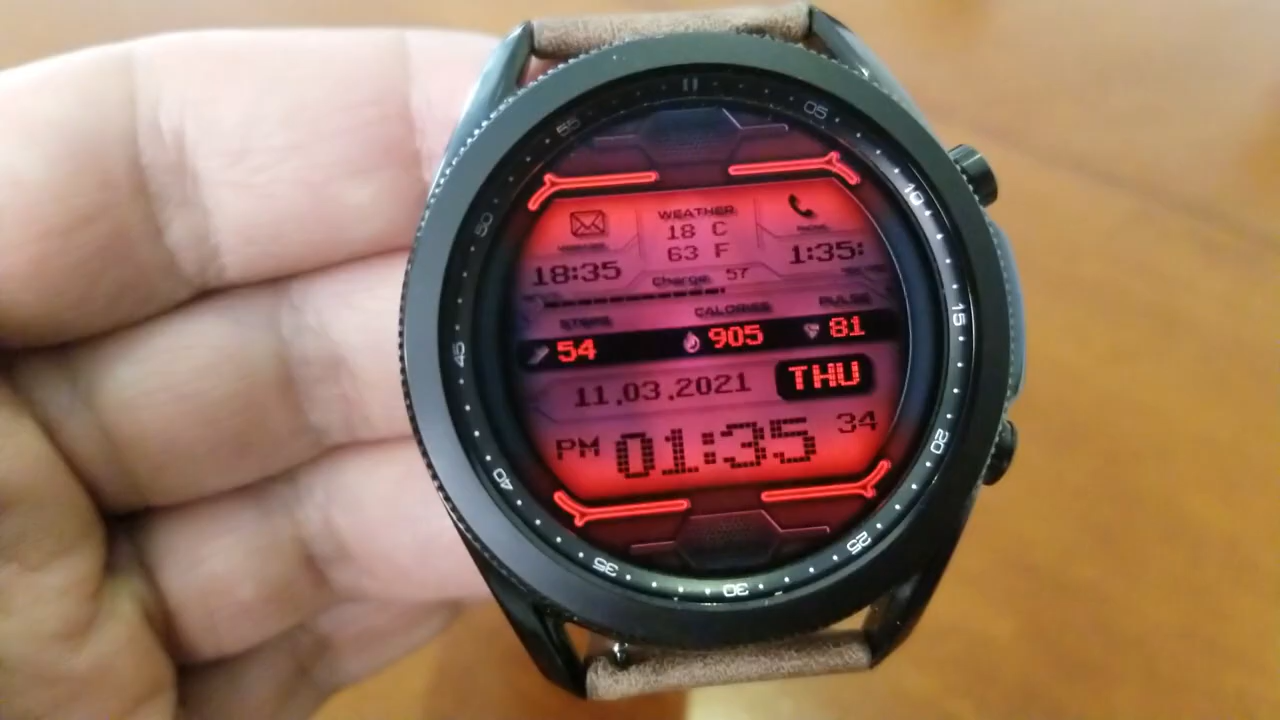 WEATHER
18 C
63 F
18:35
1:35:
Charge 57
STEPS
CALORIES
PULSE
54
905
81
11.03.2021
THU
PM 01:35 34
05
10
15
20
25
30
35
40
45
50
55